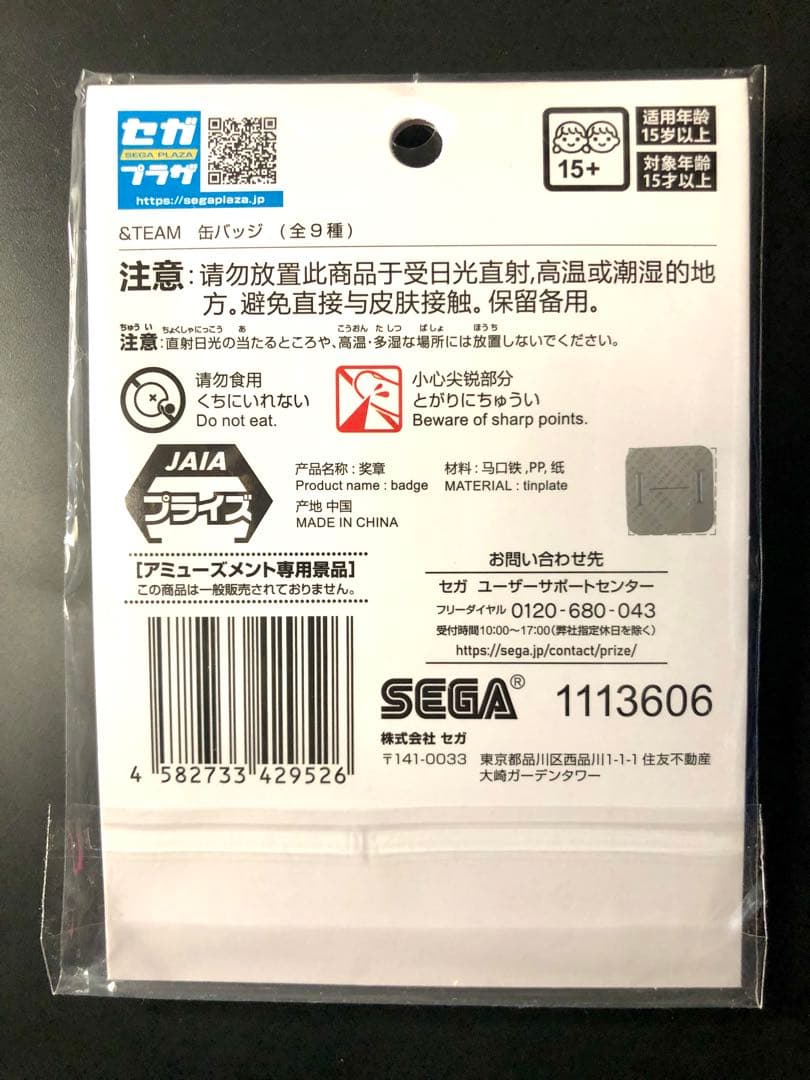 セガ
SEGA PLAZA
プラザ
https://segaplaza.jp
15+
适用年龄
15岁以上
対象年齢
15才以上
&TEAM 缶バッジ (全9種)
注意:请勿放置此商品于受日光直射,高温或潮湿的地
方。避免直接与皮肤接触。保留备用。
ちゅうい ちょくしゃにっこう あ こうおん たしつ ばしょ ほうち
注意:直射日光の当たるところや、高温・多湿な場所には放置しないでください。
请勿食用
くちにいれない
Do not eat.
小心尖锐部分
とがりにちゅうい
Beware of sharp points.
JAIA
プライズ
产品名称:奖章
Product name : badge
产地 中国
MADE IN CHINA
材料:马口铁,PP,纸
MATERIAL : tinplate
[アミューズメント専用景品]
この商品は一般販売されておりません。
お問い合わせ先
セガ ユーザーサポートセンター
フリーダイヤル 0120-680-043
受付時間10:00~17:00(弊社指定休日を除く)
https://sega.jp/contact/prize/
4 582733 429526
SEGA® 1113606
株式会社 セガ
〒141-0033 東京都品川区西品川1-1-1 住友不動産
大崎ガーデンタワー